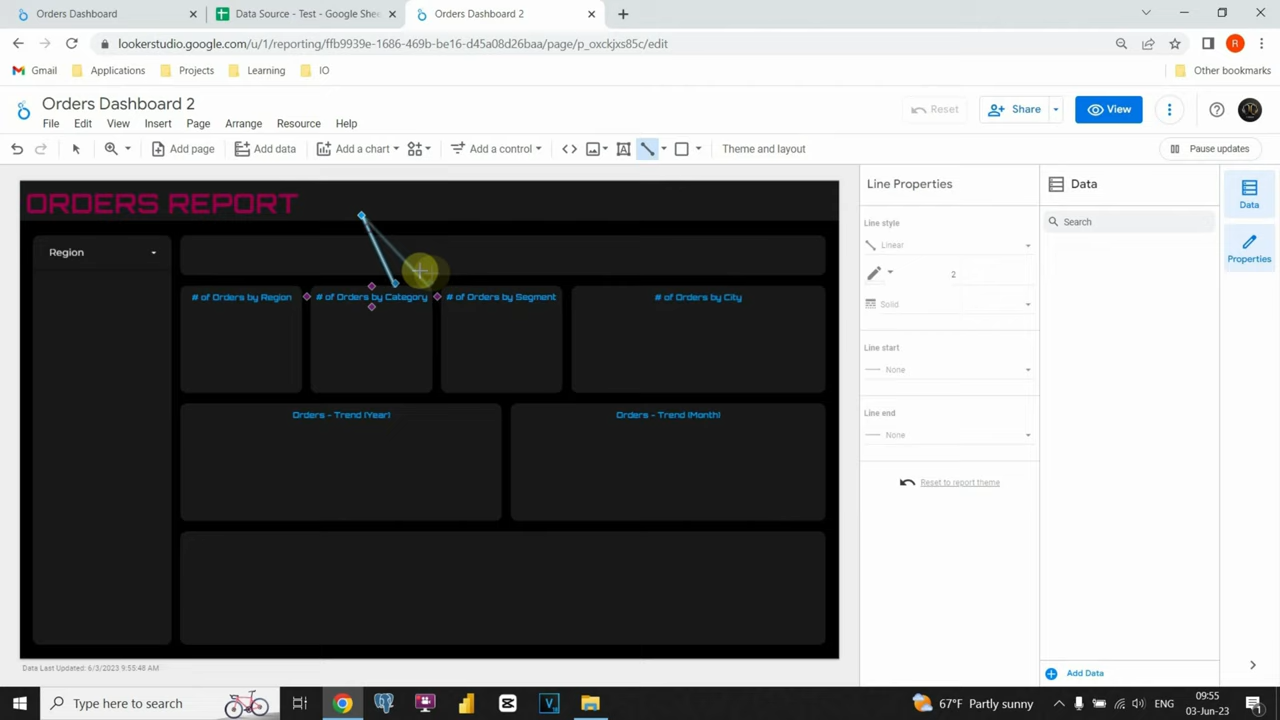 Orders Dashboard
Data Source - Test - Google Shee
Orders Dashboard 2
lookerstudio.google.com/u/1/reporting/ffb9939e-1686-469b-be16-d45a08d26baa/page/p_oxckjxs85c/edit
R
Gmail
Applications
Projects
Learning
IO
Other bookmarks
Orders Dashboard 2
Reset
Share
View
File
Edit
View
Insert
Page
Arrange
Resource
Help
Add page
Add data
Add a chart
Add a control
Theme and layout
Pause updates
ORDERS REPORT
Region
# of Orders by Region
# of Orders by Category
# of Orders by Segment
# of Orders by City
Orders - Trend (Year)
Orders - Trend (Month)
Data Last Updated: 6/3/2023 9:55:48 AM
Line Properties
Line style
Linear
2
Solid
Line start
None
Line end
None
Reset to report theme
Data
Search
Add Data
Data
Properties
Type here to search
67°F Partly sunny
ENG
09:55
03-Jun-23
1